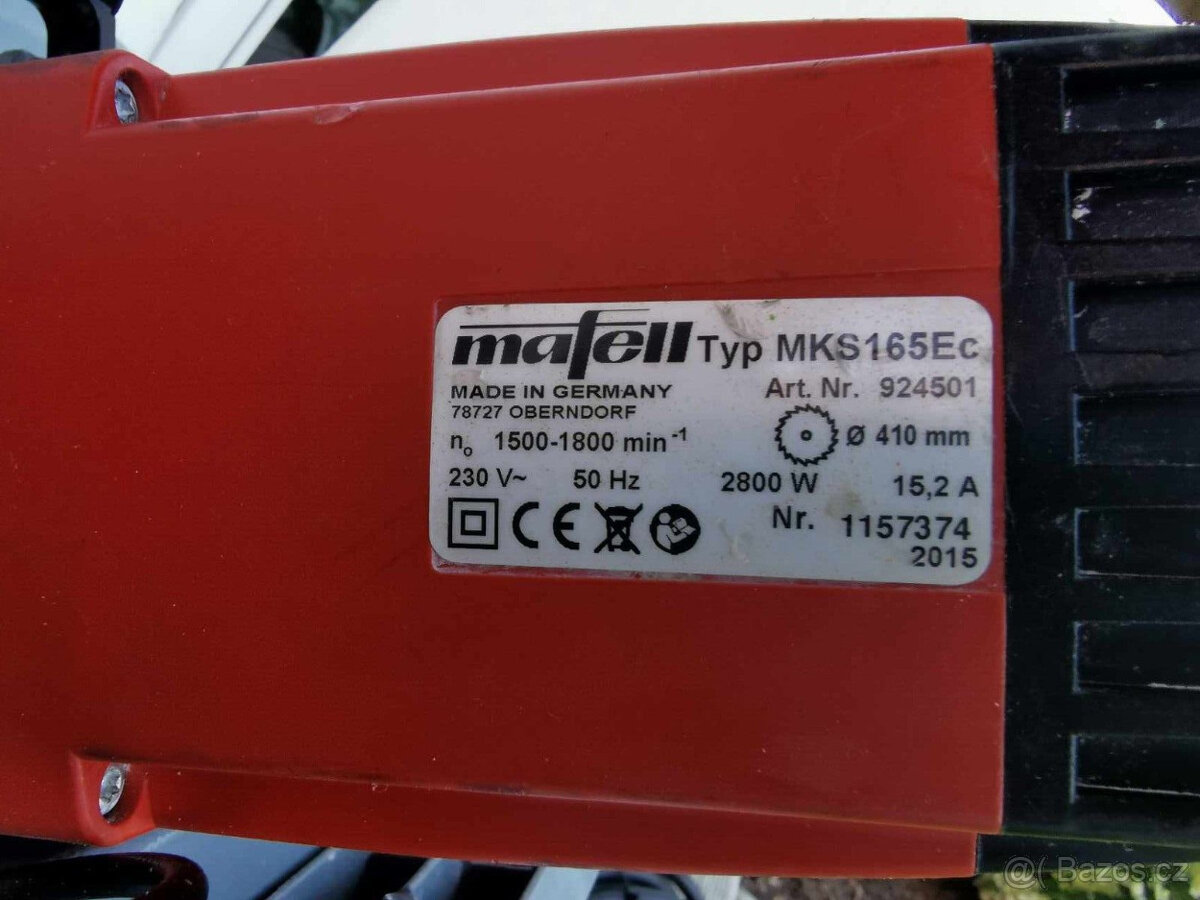 mafell Typ MKS165Ec
MADE IN GERMANY Art. Nr. 924501
78727 OBERNDORF
n₀ 1500-1800 min⁻¹ Ø 410 mm
230 V~ 50 Hz 2800 W 15,2 A
CE Nr. 1157374
2015
@( Bazos.cz